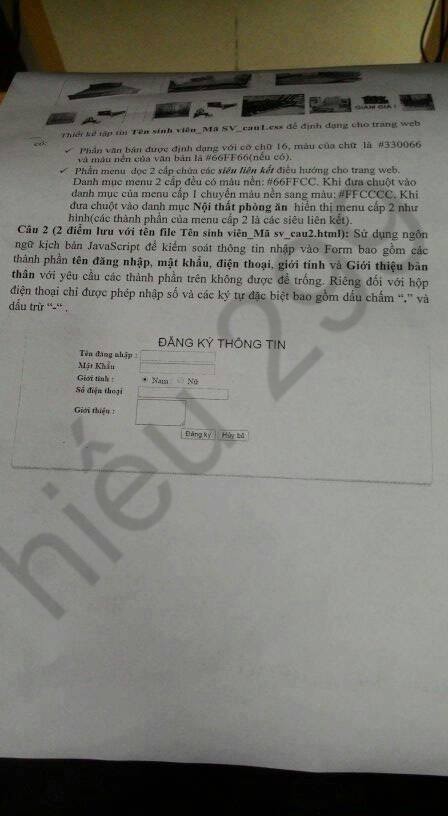 GIẢM GIÁ !
Thiết kế tập tin Tên sinh viên_Mã SV_cau1.css để định dạng cho trang web
có:
✓ Phần văn bản được định dạng với cỡ chữ 16, màu của chữ là #330066
và màu nền của văn bản là #66FF66(nếu có).
✓ Phần menu dọc 2 cấp chứa các siêu liên kết điều hướng cho trang web.
Danh mục menu 2 cấp đều có màu nền: #66FFCC. Khi đưa chuột vào
danh mục của menu cấp 1 chuyển màu nền sang màu: #FFCCCC. Khi
đưa chuột vào danh mục Nội thất phòng ăn hiển thị menu cấp 2 như
hình(các thành phần của menu cấp 2 là các siêu liên kết).
Câu 2 (2 điểm lưu với tên file Tên sinh viên_Mã sv_cau2.html): Sử dụng ngôn
ngữ kịch bản JavaScript để kiểm soát thông tin nhập vào Form bao gồm các
thành phần tên đăng nhập, mật khẩu, điện thoại, giới tính và Giới thiệu bản
thân với yêu cầu các thành phần trên không được để trống. Riêng đối với hộp
điện thoại chỉ được phép nhập số và các ký tự đặc biệt bao gồm dấu chấm “.” và
dấu trừ “-“ .
ĐĂNG KÝ THÔNG TIN
Tên đăng nhập :
Mật Khẩu
Giới tính : Nam Nữ
Số điện thoại
Giới thiệu :
Đăng ký Hủy bỏ
hiếu 23